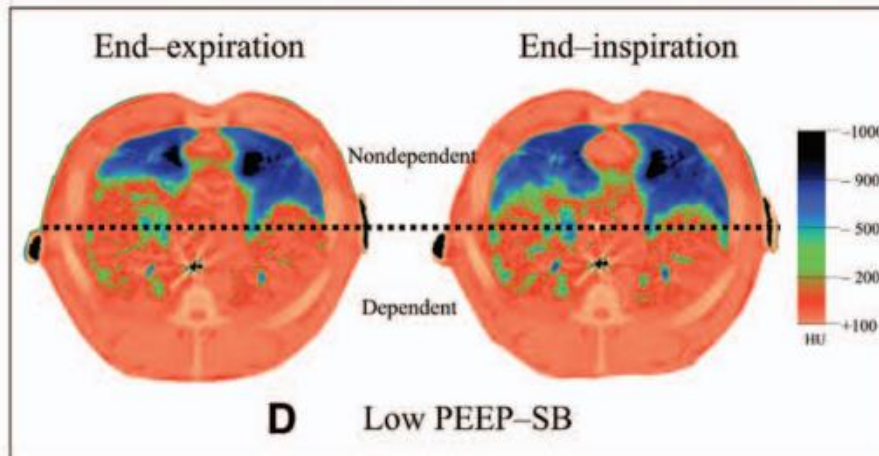 End–expiration
End–inspiration
Nondependent
Dependent
-1000
-900
-500
-200
+100
HU
D Low PEEP–SB